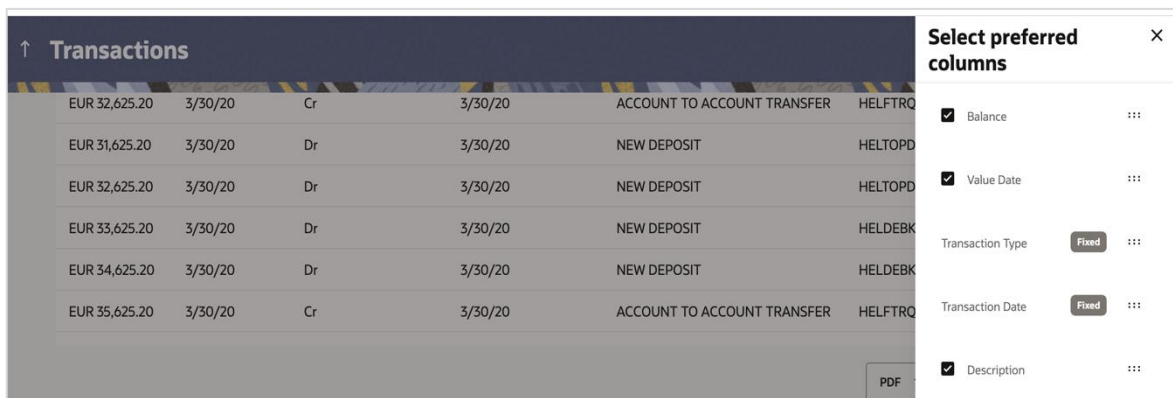 ↑ Transactions
EUR 32,625.20 3/30/20 Cr 3/30/20 ACCOUNT TO ACCOUNT TRANSFER HELFTRQ
EUR 31,625.20 3/30/20 Dr 3/30/20 NEW DEPOSIT HELTOPD
EUR 32,625.20 3/30/20 Dr 3/30/20 NEW DEPOSIT HELTOPD
EUR 33,625.20 3/30/20 Dr 3/30/20 NEW DEPOSIT HELDEBK
EUR 34,625.20 3/30/20 Dr 3/30/20 NEW DEPOSIT HELDEBK
EUR 35,625.20 3/30/20 Cr 3/30/20 ACCOUNT TO ACCOUNT TRANSFER HELFTRQ
PDF
Select preferred
columns
Balance
Value Date
Transaction Type Fixed
Transaction Date Fixed
Description